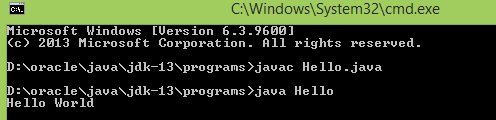 C:\Windows\System32\cmd.exe
Microsoft Windows [Version 6.3.9600]
(c) 2013 Microsoft Corporation. All rights reserved.
D:\oracle\java\jdk-13\programs>javac Hello.java
D:\oracle\java\jdk-13\programs>java Hello
Hello World